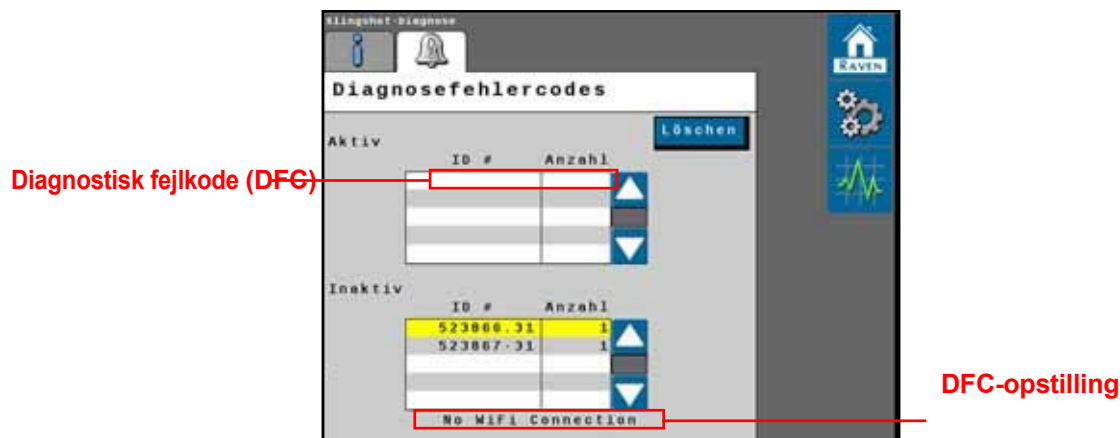 Slingshot-Diagnose
RAVEN
Diagnosefehlercodes
Löschen
Aktiv
ID # Anzahl
Diagnostisk fejlkode (DFC)
Inaktiv
ID # Anzahl
523866.31 1
523867.31 1
DFC-opstilling
No WiFi Connection